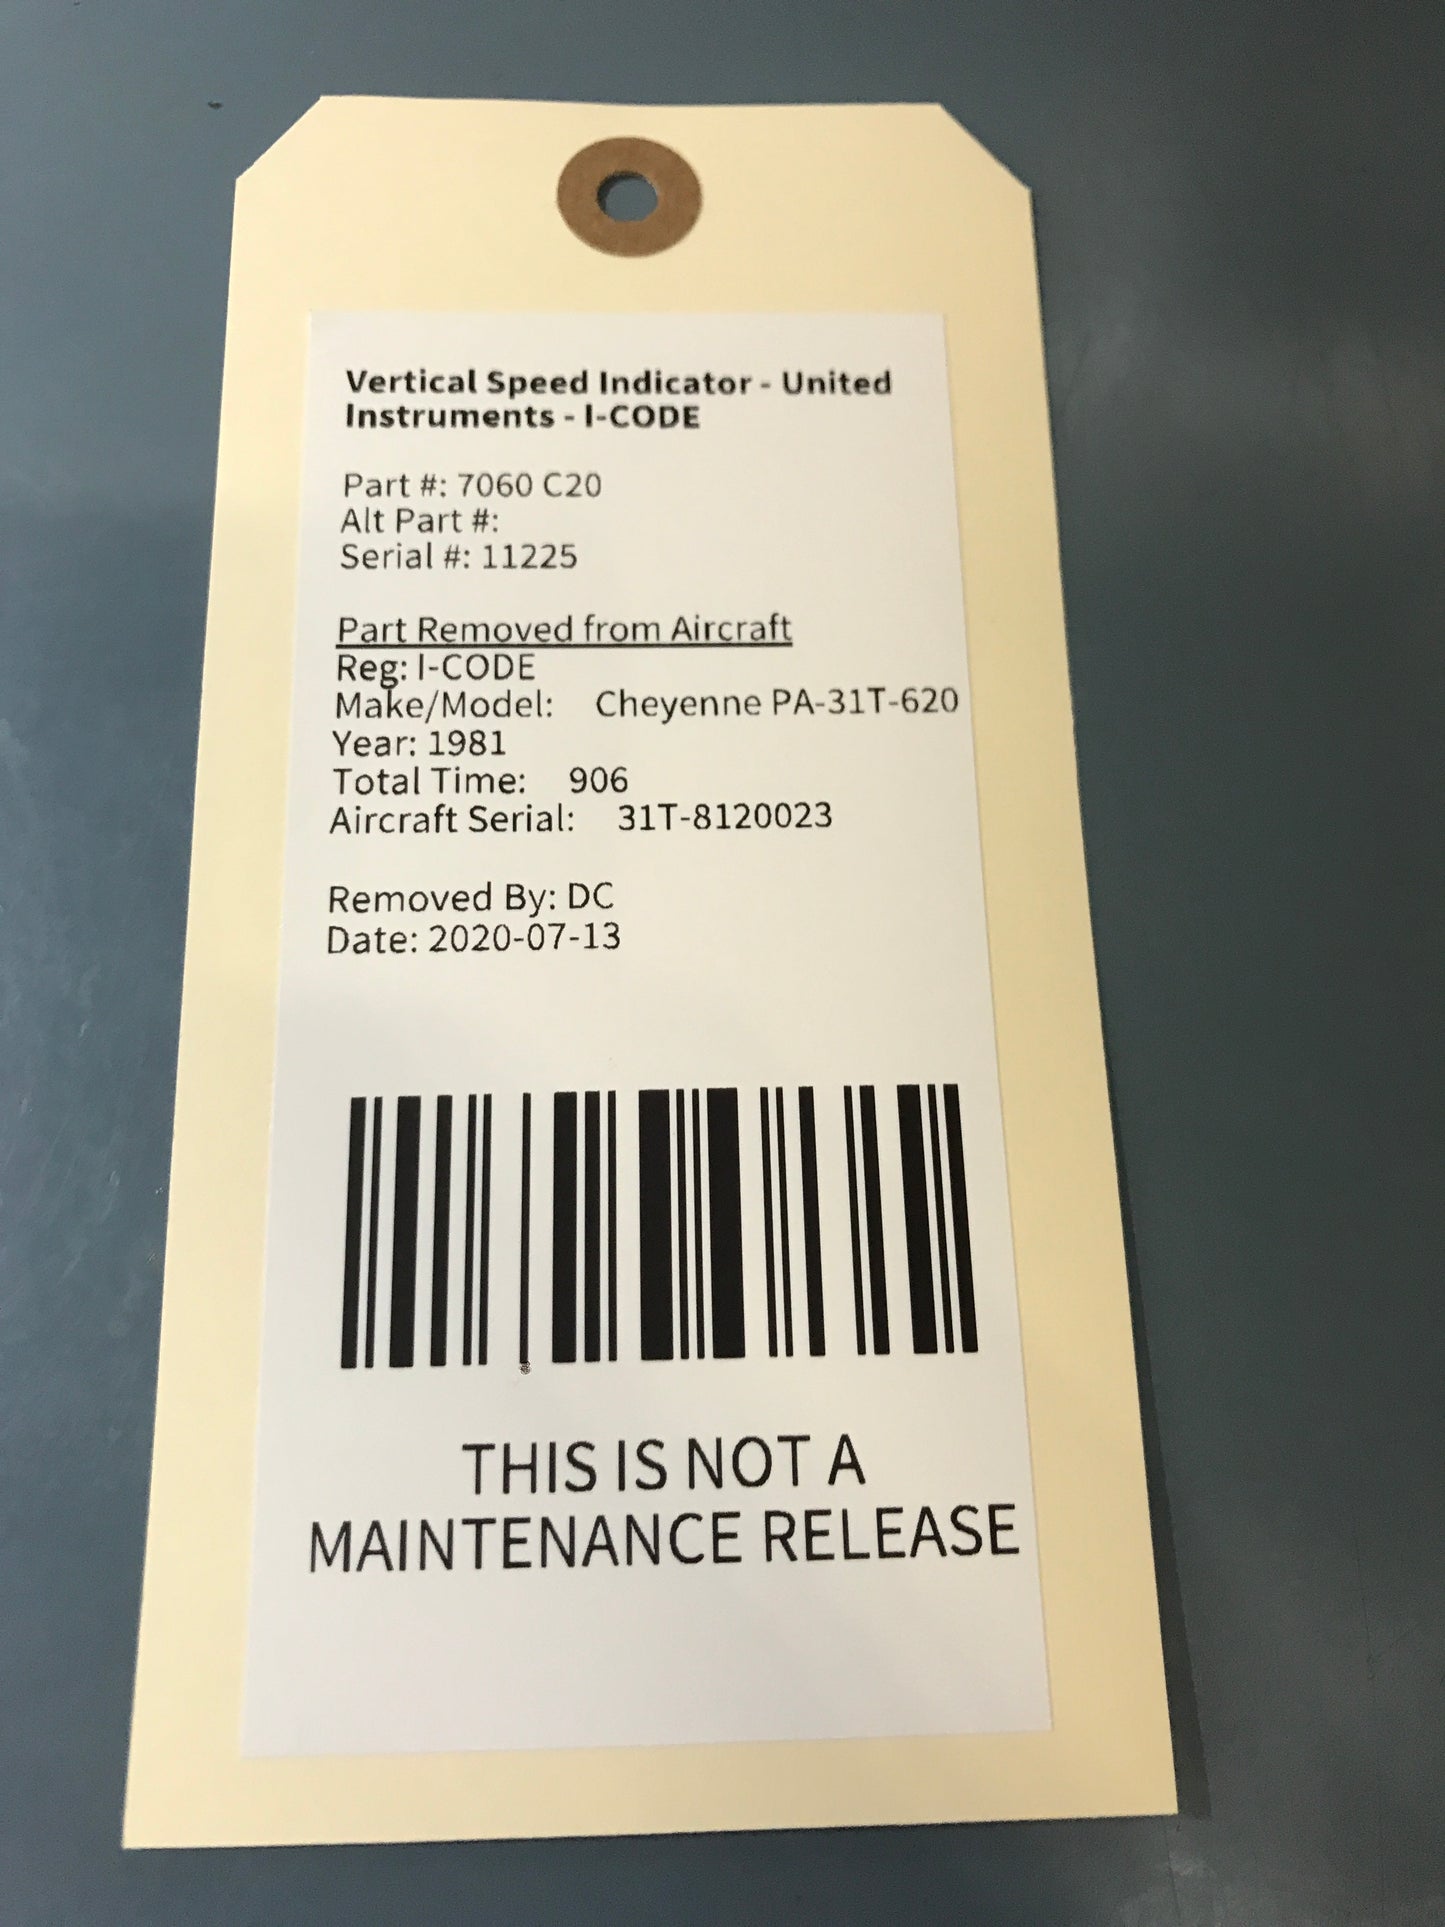 Vertical Speed Indicator - United
Instruments - I-CODE
Part #: 7060 C20
Alt Part #:
Serial #: 11225
Part Removed from Aircraft
Reg: I-CODE
Make/Model: Cheyenne PA-31T-620
Year: 1981
Total Time: 906
Aircraft Serial: 31T-8120023
Removed By: DC
Date: 2020-07-13
THIS IS NOT A
MAINTENANCE RELEASE